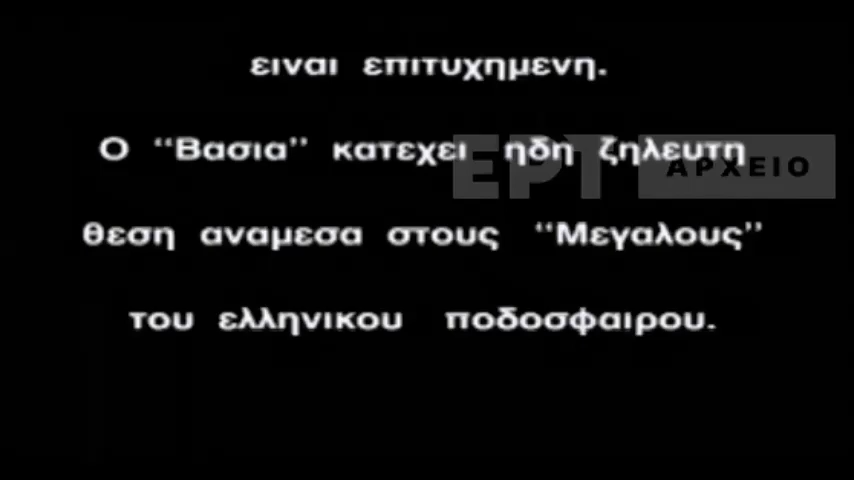 ειναι επιτυχημενη.
Ο “Βασια” κατεχει ηδη ζηλευτη
ΕΡΤ ΑΡΧΕΙΟ
θεση αναμεσα στους “Μεγαλους”
του ελληνικου ποδοσφαιρου.